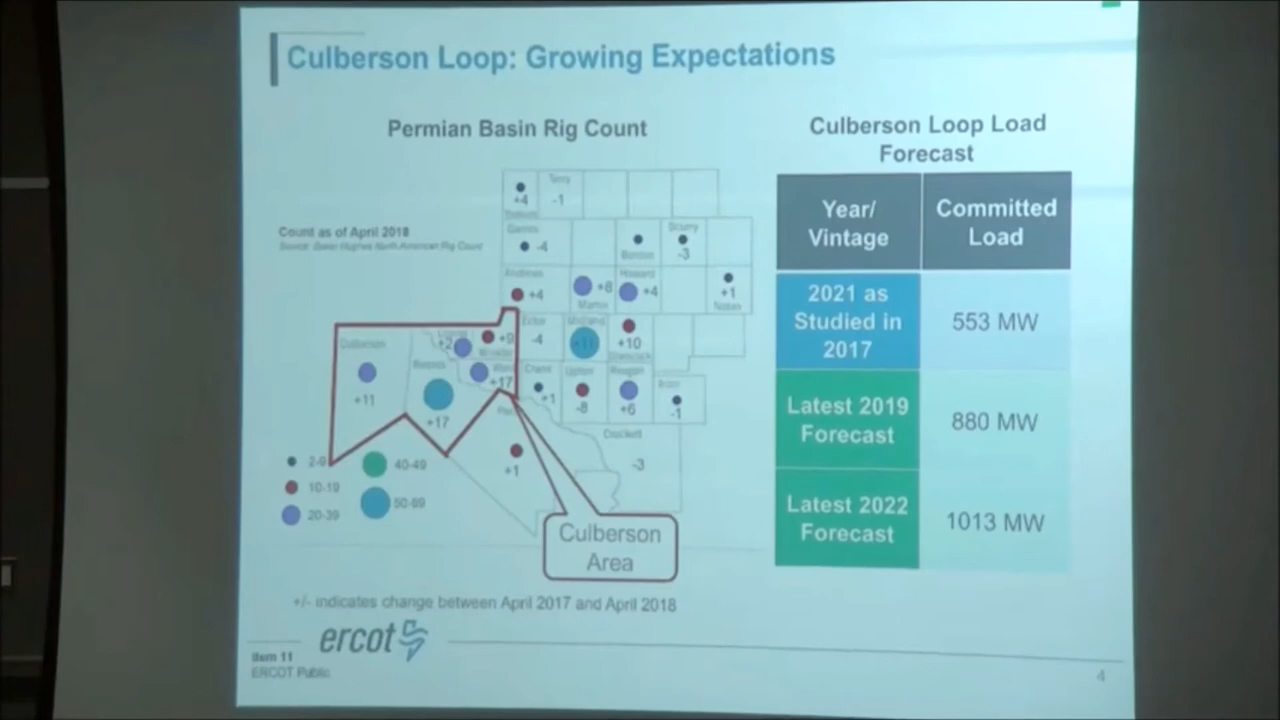 Culberson Loop: Growing Expectations
Permian Basin Rig Count
Count as of April 2018
Source: Baker Hughes North American Rig Count
+4
Terry
-1
Gaines
-4
Borden
Scurry
-3
Andrews
+4
+8
Martin
Howard
+4
+1
Nolan
Culberson
+11
Loving
+2
+9
Winkler
Ward
+17
Reeves
+17
Ector
-4
Midland
+11
+10
Glasscock
Crane
+1
Upton
-8
Reagan
+6
Irion
-1
+1
Crockett
-3
2-9
10-19
20-39
40-49
50-89
Culberson
Area
+/- indicates change between April 2017 and April 2018
Culberson Loop Load
Forecast
Year/
Vintage
Committed
Load
2021 as
Studied in
2017
553 MW
Latest 2019
Forecast
880 MW
Latest 2022
Forecast
1013 MW
ercot
Item 11
ERCOT Public
4